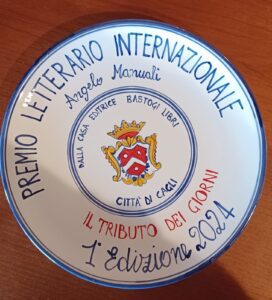 PREMIO LETTERARIO INTERNAZIONALE
Angelo Manuali
DALLA CASA EDITRICE BASTOGI LIBRI
CITTÀ DI CAGLI
IL TRIBUTO DEI GIORNI
1ª Edizione 2024